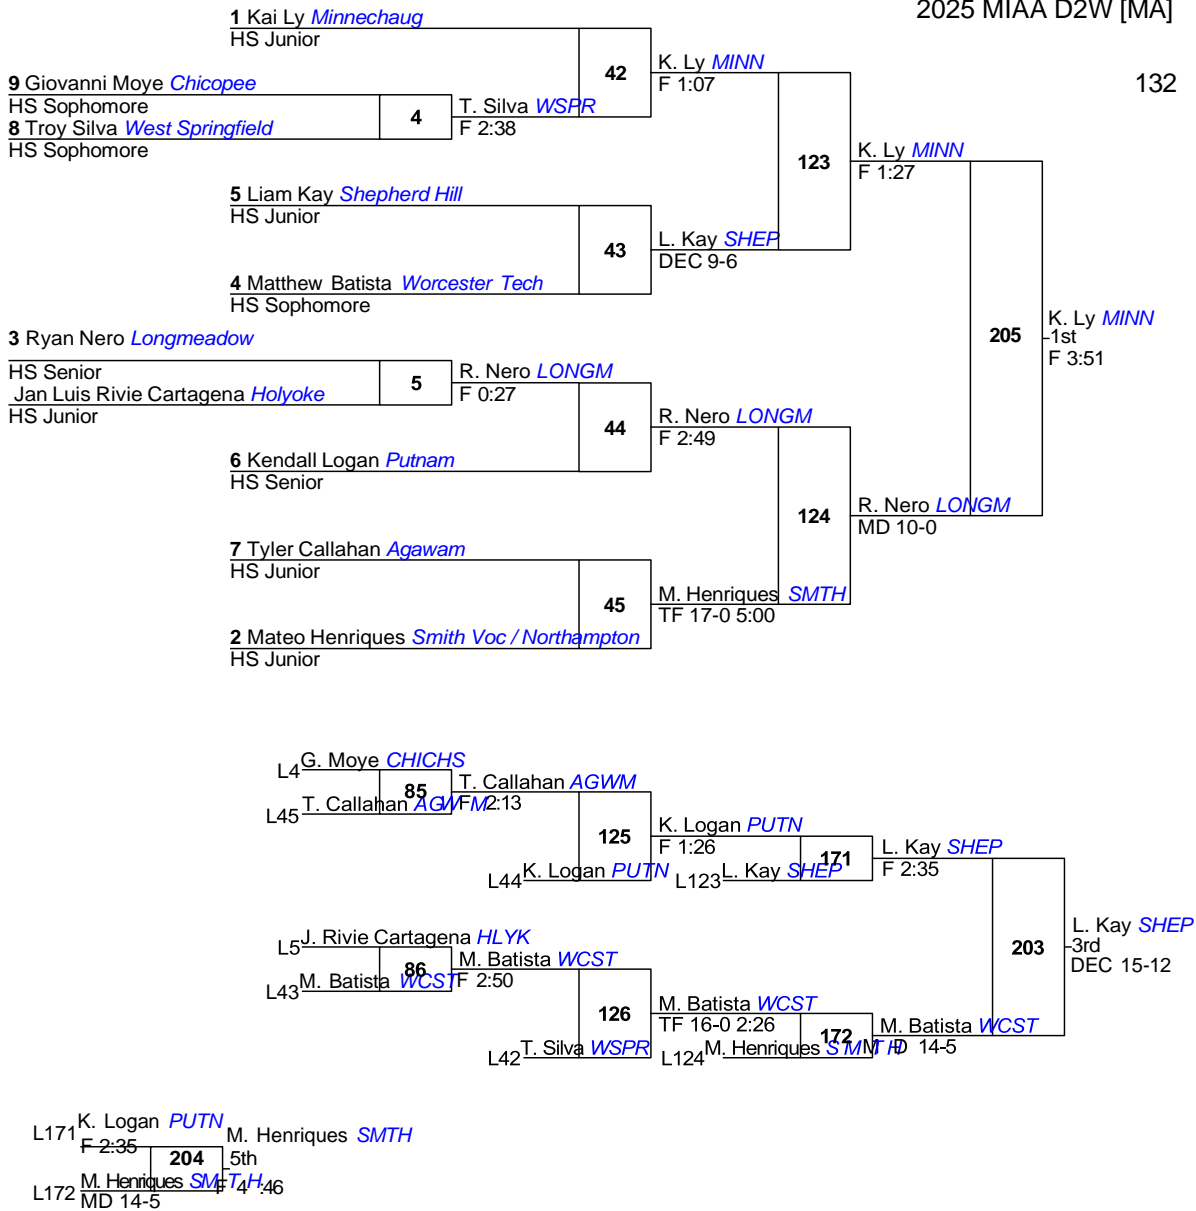 2025 MIAA D2W [MA]
132
1 Kai Ly Minnechaug
HS Junior
42
K. Ly MINN
F 1:07
9 Giovanni Moye Chicopee
HS Sophomore
8 Troy Silva West Springfield
HS Sophomore
4
T. Silva WSPR
F 2:38
123
K. Ly MINN
F 1:27
5 Liam Kay Shepherd Hill
HS Junior
43
L. Kay SHEP
DEC 9-6
4 Matthew Batista Worcester Tech
HS Sophomore
205
K. Ly MINN
1st
F 3:51
3 Ryan Nero Longmeadow
HS Senior
Jan Luis Rivie Cartagena Holyoke
HS Junior
5
R. Nero LONGM
F 0:27
44
R. Nero LONGM
F 2:49
6 Kendall Logan Putnam
HS Senior
124
R. Nero LONGM
MD 10-0
7 Tyler Callahan Agawam
HS Junior
45
M. Henriques SMTH
TF 17-0 5:00
2 Mateo Henriques Smith Voc / Northampton
HS Junior
L4 G. Moye CHICHS
85
L45 T. Callahan AGWM
T. Callahan AGWM
F 2:13
125
K. Logan PUTN
F 1:26
L44 K. Logan PUTN
171
L123 L. Kay SHEP
L. Kay SHEP
F 2:35
L5 J. Rivie Cartagena HLYK
86
L43 M. Batista WCST
M. Batista WCST
F 2:50
126
M. Batista WCST
TF 16-0 2:26
L42 T. Silva WSPR
172
L124 M. Henriques SMTH
M. Batista WCST
MD 14-5
203
L. Kay SHEP
3rd
DEC 15-12
L171 K. Logan PUTN
F 2:35
204
L172 M. Henriques SMTH
MD 14-5
M. Henriques SMTH
5th
F 4:46